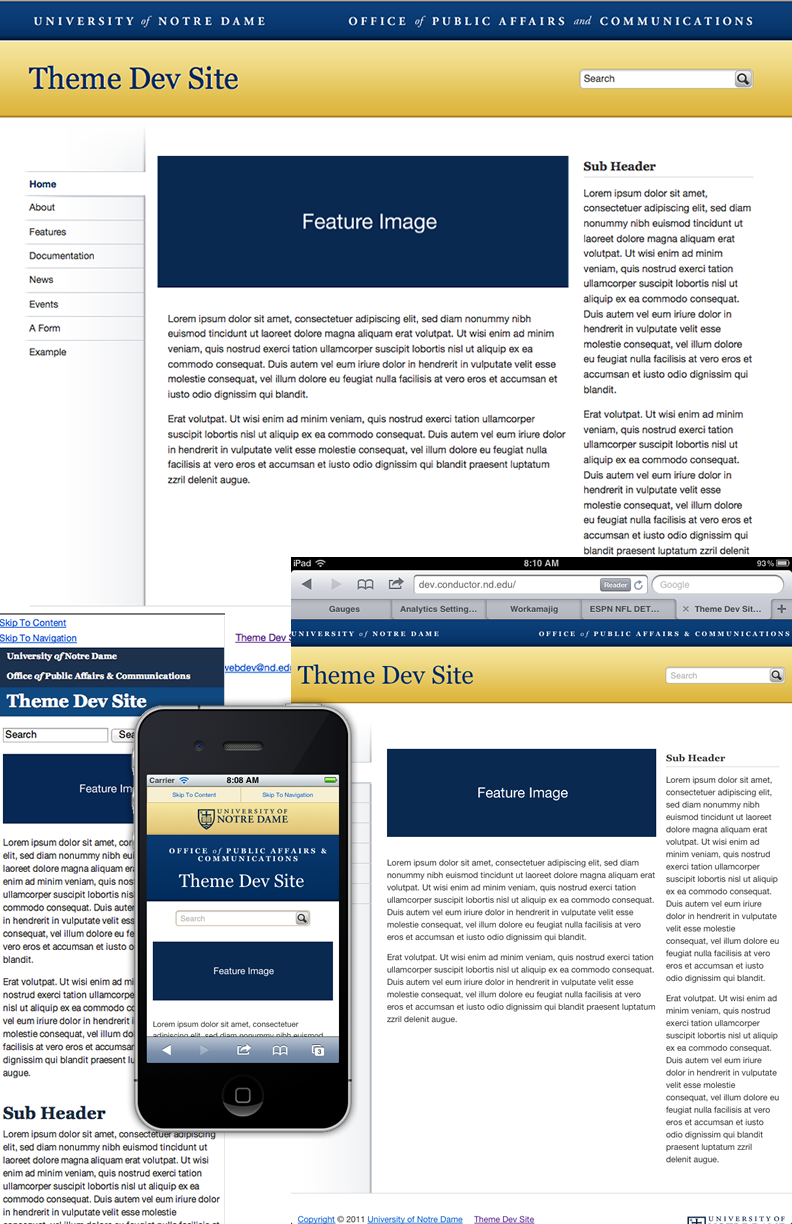 UNIVERSITY of NOTRE DAME
OFFICE of PUBLIC AFFAIRS and COMMUNICATIONS
Theme Dev Site
Search
Home
About
Features
Documentation
News
Events
A Form
Example
Feature Image
Lorem ipsum dolor sit amet, consectetuer adipiscing elit, sed diam nonummy nibh
euismod tincidunt ut laoreet dolore magna aliquam erat volutpat. Ut wisi enim ad minim
veniam, quis nostrud exerci tation ullamcorper suscipit lobortis nisl ut aliquip ex ea
commodo consequat. Duis autem vel eum iriure dolor in hendrerit in vulputate velit esse
molestie consequat, vel illum dolore eu feugiat nulla facilisis at vero eros et accumsan et
iusto odio dignissim qui blandit.
Erat volutpat. Ut wisi enim ad minim veniam, quis nostrud exerci tation ullamcorper
suscipit lobortis nisl ut aliquip ex ea commodo consequat. Duis autem vel eum iriure dolor
in hendrerit in vulputate velit esse molestie consequat, vel illum dolore eu feugiat nulla
facilisis at vero eros et accumsan et iusto odio dignissim qui blandit praesent luptatum
zzril delenit augue.
Sub Header
Lorem ipsum dolor sit amet,
consectetuer adipiscing elit, sed diam
nonummy nibh euismod tincidunt ut
laoreet dolore magna aliquam erat
volutpat. Ut wisi enim ad minim
veniam, quis nostrud exerci tation
ullamcorper suscipit lobortis nisl ut
aliquip ex ea commodo consequat.
Duis autem vel eum iriure dolor in
hendrerit in vulputate velit esse
molestie consequat, vel illum dolore
eu feugiat nulla facilisis at vero eros et
accumsan et iusto odio dignissim qui
blandit.
Erat volutpat. Ut wisi enim ad minim
veniam, quis nostrud exerci tation
ullamcorper suscipit lobortis nisl ut
aliquip ex ea commodo consequat.
Duis autem vel eum iriure dolor in
hendrerit in vulputate velit esse
molestie consequat, vel illum dolore
eu feugiat nulla facilisis at vero eros et
accumsan et iusto odio dignissim qui
blandit praesent luptatum zzril delenit
Theme Dev S
webdev@nd.edu
Skip To Content
Skip To Navigation
University of Notre Dame
Office of Public Affairs & Communications
Theme Dev Site
Search
Sea
Feature Im
Lorem ipsum dolor sit amet, con
elit, sed diam nonummy nibh eui
laoreet dolore magna aliquam era
enim ad minim veniam, quis nos
ullamcorper suscipit lobortis nisl
commodo consequat. Duis auter
in hendrerit in vulputate velit ess
consequat, vel illum dolore eu fe
vero eros et accumsan et iusto o
blandit.
Erat volutpat. Ut wisi enim ad mi
nostrud exerci tation ullamcorpe
nisl ut aliquip ex ea commodo co
vel eum iriure dolor in hendrerit i
molestie consequat, vel illum dol
facilisis at vero eros et accumsan
dignissim qui blandit praesent lu
augue.
Sub Header
Lorem ipsum dolor sit amet, consectetuer adipiscing
elit, sed diam nonummy nibh euismod tincidunt ut
laoreet dolore magna aliquam erat volutpat. Ut wisi
enim ad minim veniam, quis nostrud exerci tation
ullamcorper suscipit lobortis nisl ut aliquip ex ea
commodo consequat. Duis autem vel eum iriure dolor
in hendrerit in vulputate velit esse molestie
consequat, vel illum dolore eu feugiat nulla facilisis at
Carrier
8:08 AM
Skip To Content
Skip To Navigation
UNIVERSITY OF
NOTRE DAME
OFFICE of PUBLIC AFFAIRS &
COMMUNICATIONS
Theme Dev Site
Search
Feature Image
Lorem ipsum dolor sit amet, consectetuer
adipiscing elit, sed diam nonummy nibh euismod
3
iPad
8:10 AM
93%
dev.conductor.nd.edu/
Reader
Google
Gauges
Analytics Setting...
Workamajig
ESPN NFL DET...
Theme Dev Sit...
UNIVERSITY of NOTRE DAME
OFFICE of PUBLIC AFFAIRS & COMMUNICATIONS
Theme Dev Site
Search
Feature Image
Lorem ipsum dolor sit amet, consectetuer adipiscing elit, sed diam
nonummy nibh euismod tincidunt ut laoreet dolore magna aliquam erat
volutpat. Ut wisi enim ad minim veniam, quis nostrud exerci tation
ullamcorper suscipit lobortis nisl ut aliquip ex ea commodo consequat.
Duis autem vel eum iriure dolor in hendrerit in vulputate velit esse
molestie consequat, vel illum dolore eu feugiat nulla facilisis at vero
eros et accumsan et iusto odio dignissim qui blandit.
Erat volutpat. Ut wisi enim ad minim veniam, quis nostrud exerci tation
ullamcorper suscipit lobortis nisl ut aliquip ex ea commodo consequat.
Duis autem vel eum iriure dolor in hendrerit in vulputate velit esse
molestie consequat, vel illum dolore eu feugiat nulla facilisis at vero
eros et accumsan et iusto odio dignissim qui blandit praesent luptatum
zzril delenit augue.
Sub Header
Lorem ipsum dolor sit amet,
consectetuer adipiscing elit, sed
diam nonummy nibh euismod
tincidunt ut laoreet dolore magna
aliquam erat volutpat. Ut wisi enim
ad minim veniam, quis nostrud
exerci tation ullamcorper
suscipit lobortis nisl ut aliquip ex
ea commodo consequat. Duis
autem vel eum iriure dolor in
hendrerit in vulputate velit esse
molestie consequat, vel illum
dolore eu feugiat nulla facilisis at
vero eros et accumsan et iusto
odio dignissim qui blandit.
Erat volutpat. Ut wisi enim ad
minim veniam, quis nostrud exerci
tation ullamcorper suscipit lobortis
nisl ut aliquip ex ea commodo
consequat. Duis autem vel eum
iriure dolor in hendrerit in
vulputate velit esse molestie
consequat, vel illum dolore eu
feugiat nulla facilisis at vero eros
et accumsan et iusto odio
dignissim qui blandit praesent
luptatum zzril delenit augue.
Copyright © 2011 University of Notre Dame
Theme Dev Site
UNIVERSITY OF